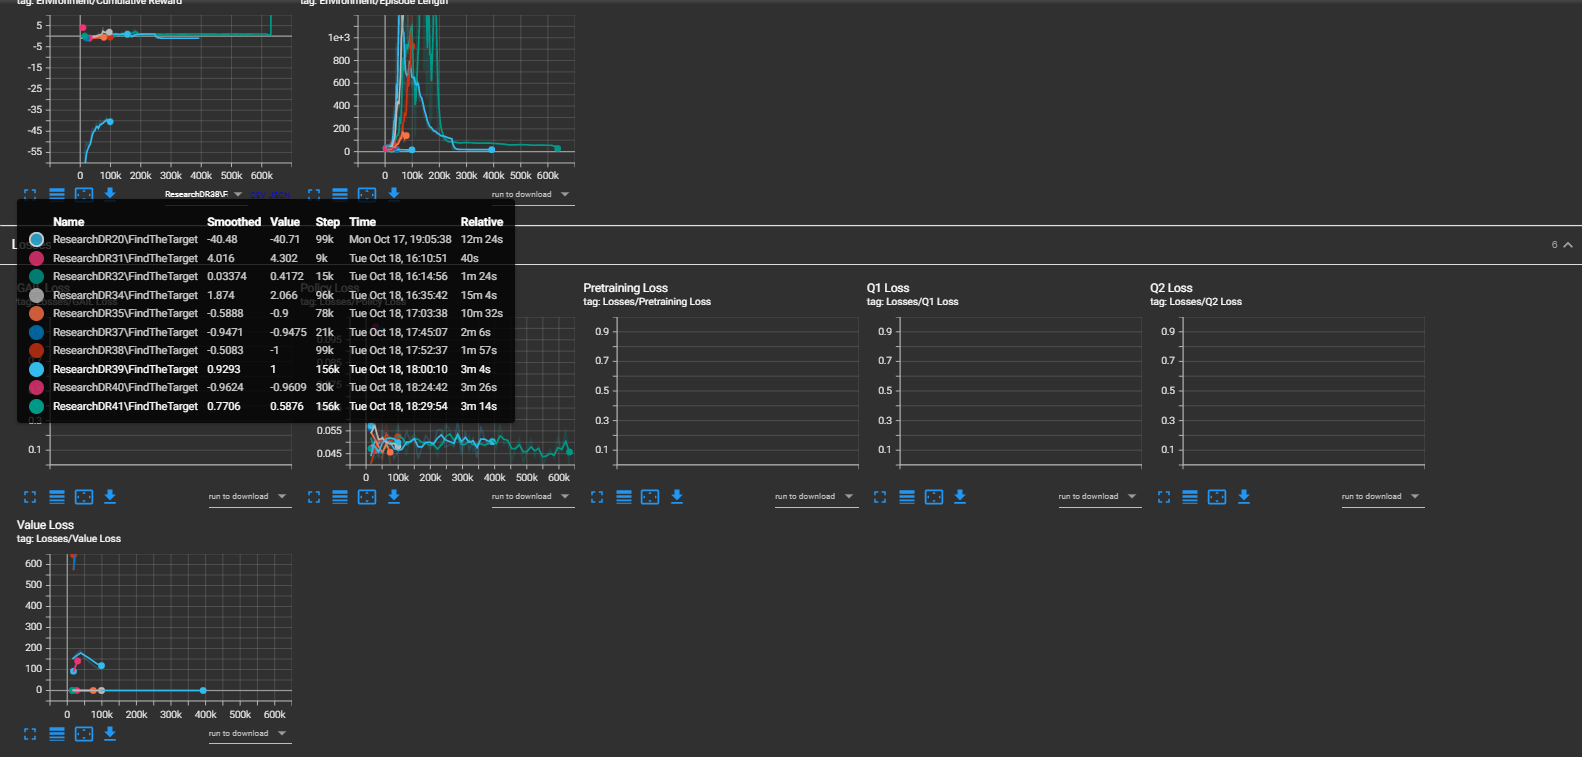 tag: Environment/Cumulative Reward
tag: Environment/Episode Length
5
-5
-15
-25
-35
-45
-55
0 100k 200k 300k 400k 500k 600k
1e+3
800
600
400
200
0
0 100k 200k 300k 400k 500k 600k
ResearchDR38\F
run to download
Name Smoothed Value Step Time Relative
ResearchDR20\FindTheTarget -40.48 -40.71 99k Mon Oct 17, 19:05:38 12m 24s
ResearchDR31\FindTheTarget 4.016 4.302 9k Tue Oct 18, 16:10:51 40s
ResearchDR32\FindTheTarget 0.03374 0.4172 15k Tue Oct 18, 16:14:56 1m 24s
ResearchDR34\FindTheTarget 1.874 2.066 96k Tue Oct 18, 16:35:42 15m 4s
ResearchDR35\FindTheTarget -0.5888 -0.9 78k Tue Oct 18, 17:03:38 10m 32s
ResearchDR37\FindTheTarget -0.9471 -0.9475 21k Tue Oct 18, 17:45:07 2m 6s
ResearchDR38\FindTheTarget -0.5083 -1 99k Tue Oct 18, 17:52:37 1m 57s
ResearchDR39\FindTheTarget 0.9293 1 156k Tue Oct 18, 18:00:10 3m 4s
ResearchDR40\FindTheTarget -0.9624 -0.9609 30k Tue Oct 18, 18:24:42 3m 26s
ResearchDR41\FindTheTarget 0.7706 0.5876 156k Tue Oct 18, 18:29:54 3m 14s
Losses
6
GAIL Loss
tag: Losses/GAIL Loss
0.3
0.1
run to download
Policy Loss
tag: Losses/Policy Loss
0.095
0.085
0.055
0.045
0 100k 200k 300k 400k 500k 600k
run to download
Pretraining Loss
tag: Losses/Pretraining Loss
0.9
0.7
0.5
0.3
0.1
run to download
Q1 Loss
tag: Losses/Q1 Loss
0.9
0.7
0.5
0.3
0.1
run to download
Q2 Loss
tag: Losses/Q2 Loss
0.9
0.7
0.5
0.3
0.1
run to download
Value Loss
tag: Losses/Value Loss
600
500
400
300
200
100
0
0 100k 200k 300k 400k 500k 600k
run to download